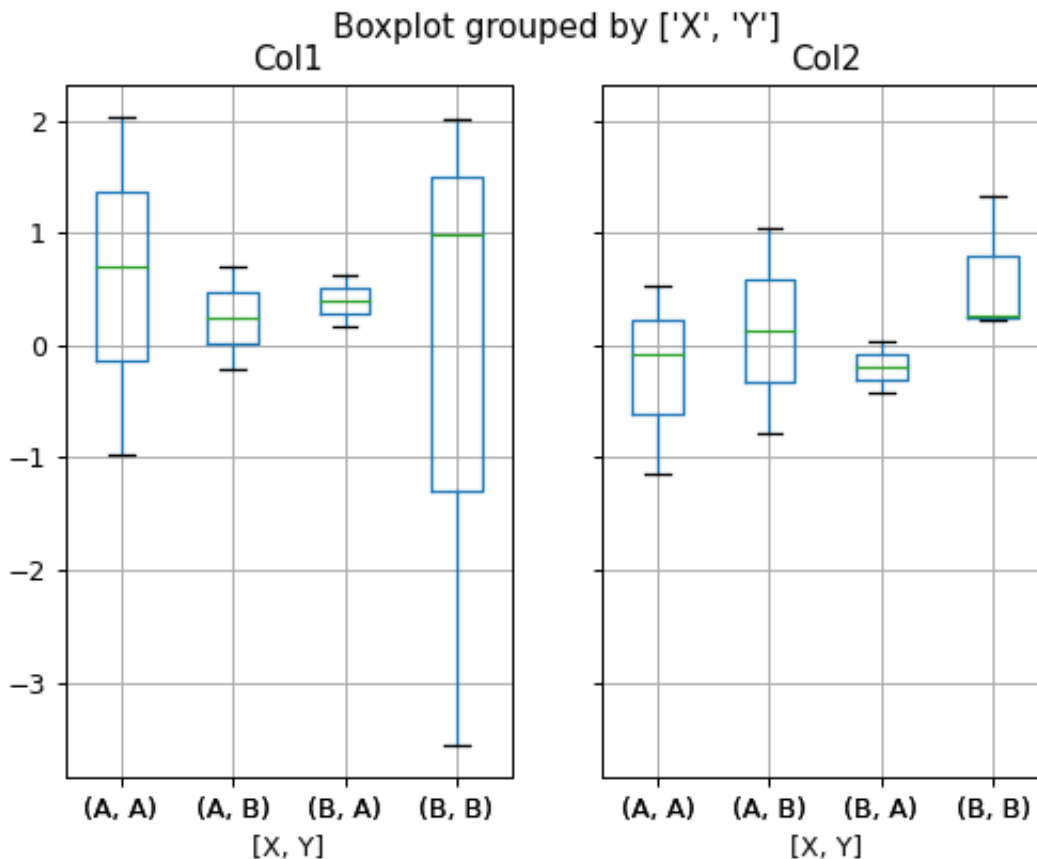 Boxplot grouped by ['X', 'Y']
Col1
Col2
2
1
0
−1
−2
−3
(A, A) (A, B) (B, A) (B, B)
[X, Y]
(A, A) (A, B) (B, A) (B, B)
[X, Y]